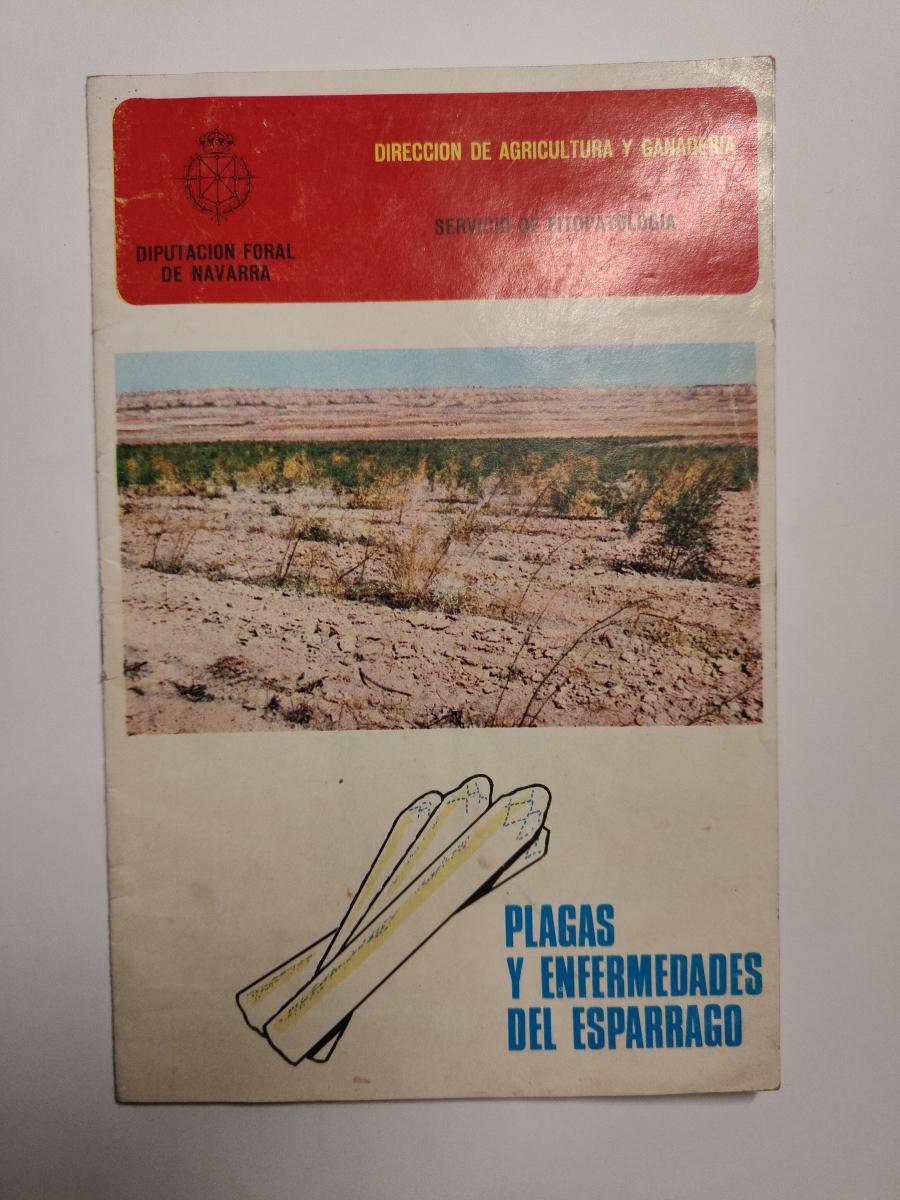 DIRECCION DE AGRICULTURA Y GANADERIA
SERVICIO DE FITOPATOLOGIA
DIPUTACION FORAL
DE NAVARRA
PLAGAS
Y ENFERMEDADES
DEL ESPARRAGO